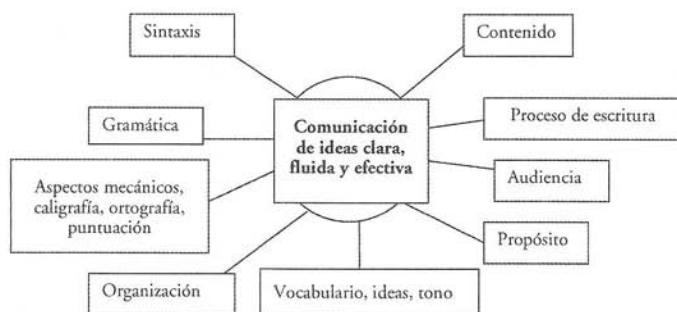 Sintaxis
Contenido
Gramática
Comunicación
de ideas clara,
fluida y efectiva
Proceso de escritura
Aspectos mecánicos,
caligrafía, ortografía,
puntuación
Audiencia
Propósito
Organización
Vocabulario, ideas, tono